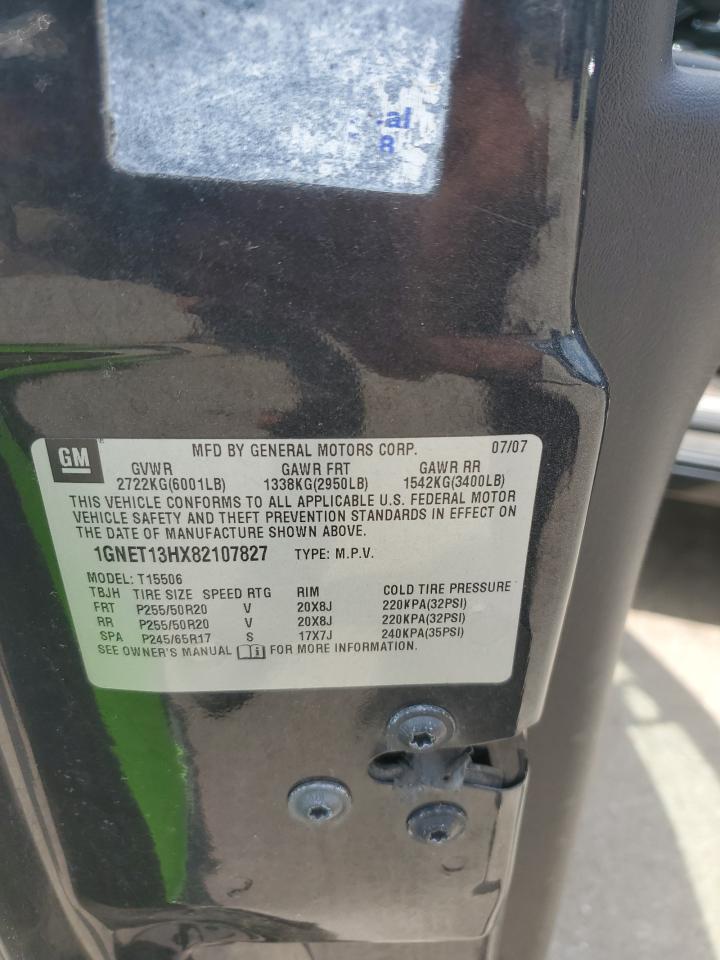 al
R
GM MFD BY GENERAL MOTORS CORP. 07/07
GVWR GAWR FRT GAWR RR
2722KG(6001LB) 1338KG(2950LB) 1542KG(3400LB)
THIS VEHICLE CONFORMS TO ALL APPLICABLE U.S. FEDERAL MOTOR
VEHICLE SAFETY AND THEFT PREVENTION STANDARDS IN EFFECT ON
THE DATE OF MANUFACTURE SHOWN ABOVE.
1GNET13HX82107827 TYPE: M.P.V.
MODEL: T15506
TBJH TIRE SIZE SPEED RTG RIM COLD TIRE PRESSURE
FRT P255/50R20 V 20X8J 220KPA(32PSI)
RR P255/50R20 V 20X8J 220KPA(32PSI)
SPA P245/65R17 S 17X7J 240KPA(35PSI)
SEE OWNER'S MANUAL i FOR MORE INFORMATION.